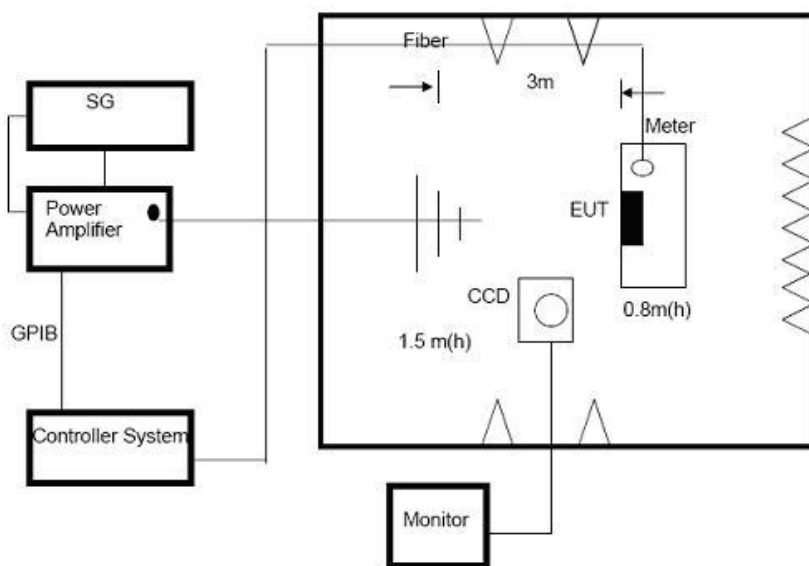 Fiber
3m
SG
Meter
Power
Amplifier
EUT
CCD
0.8m(h)
GPIB
1.5 m(h)
Controller System
Monitor